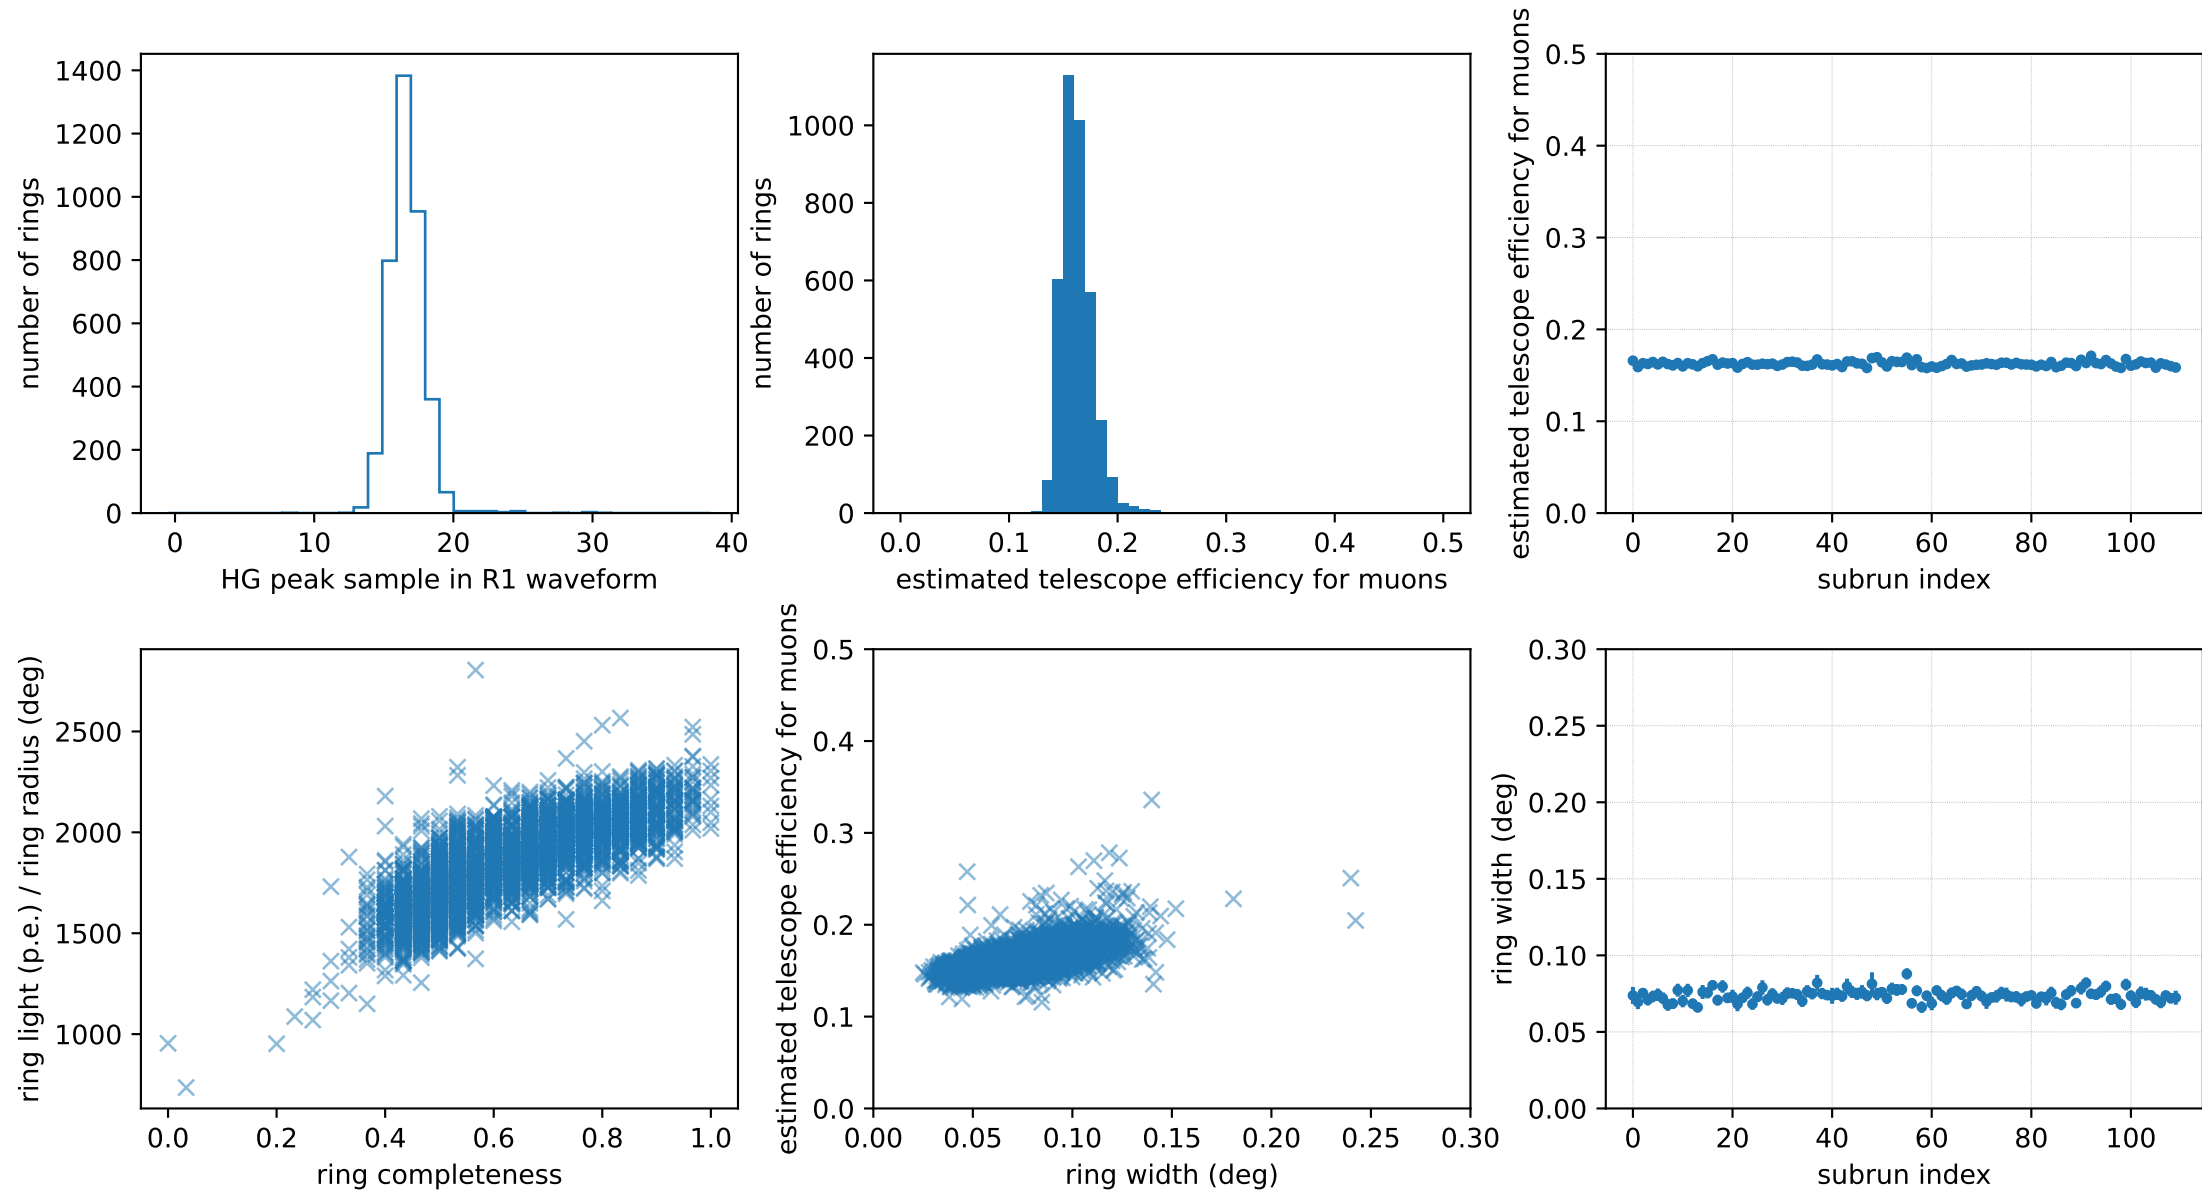 1400
1200
1000
800
600
400
200
0
number of rings
0 10 20 30 40
HG peak sample in R1 waveform
1000
800
600
400
200
0
number of rings
0.0 0.1 0.2 0.3 0.4 0.5
estimated telescope efficiency for muons
0.5
0.4
0.3
0.2
0.1
0.0
estimated telescope efficiency for muons
0 20 40 60 80 100
subrun index
2500
2000
1500
1000
ring light (p.e.) / ring radius (deg)
0.0 0.2 0.4 0.6 0.8 1.0
ring completeness
0.5
0.4
0.3
0.2
0.1
0.0
estimated telescope efficiency for muons
0.00 0.05 0.10 0.15 0.20 0.25 0.30
ring width (deg)
0.30
0.25
0.20
0.15
0.10
0.05
0.00
ring width (deg)
0 20 40 60 80 100
subrun index